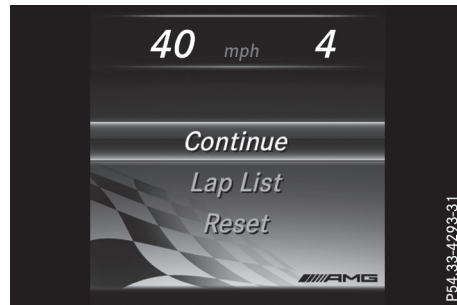 40 mph 4
Continue
Lap List
Reset
AMG
P54.33-4293-31